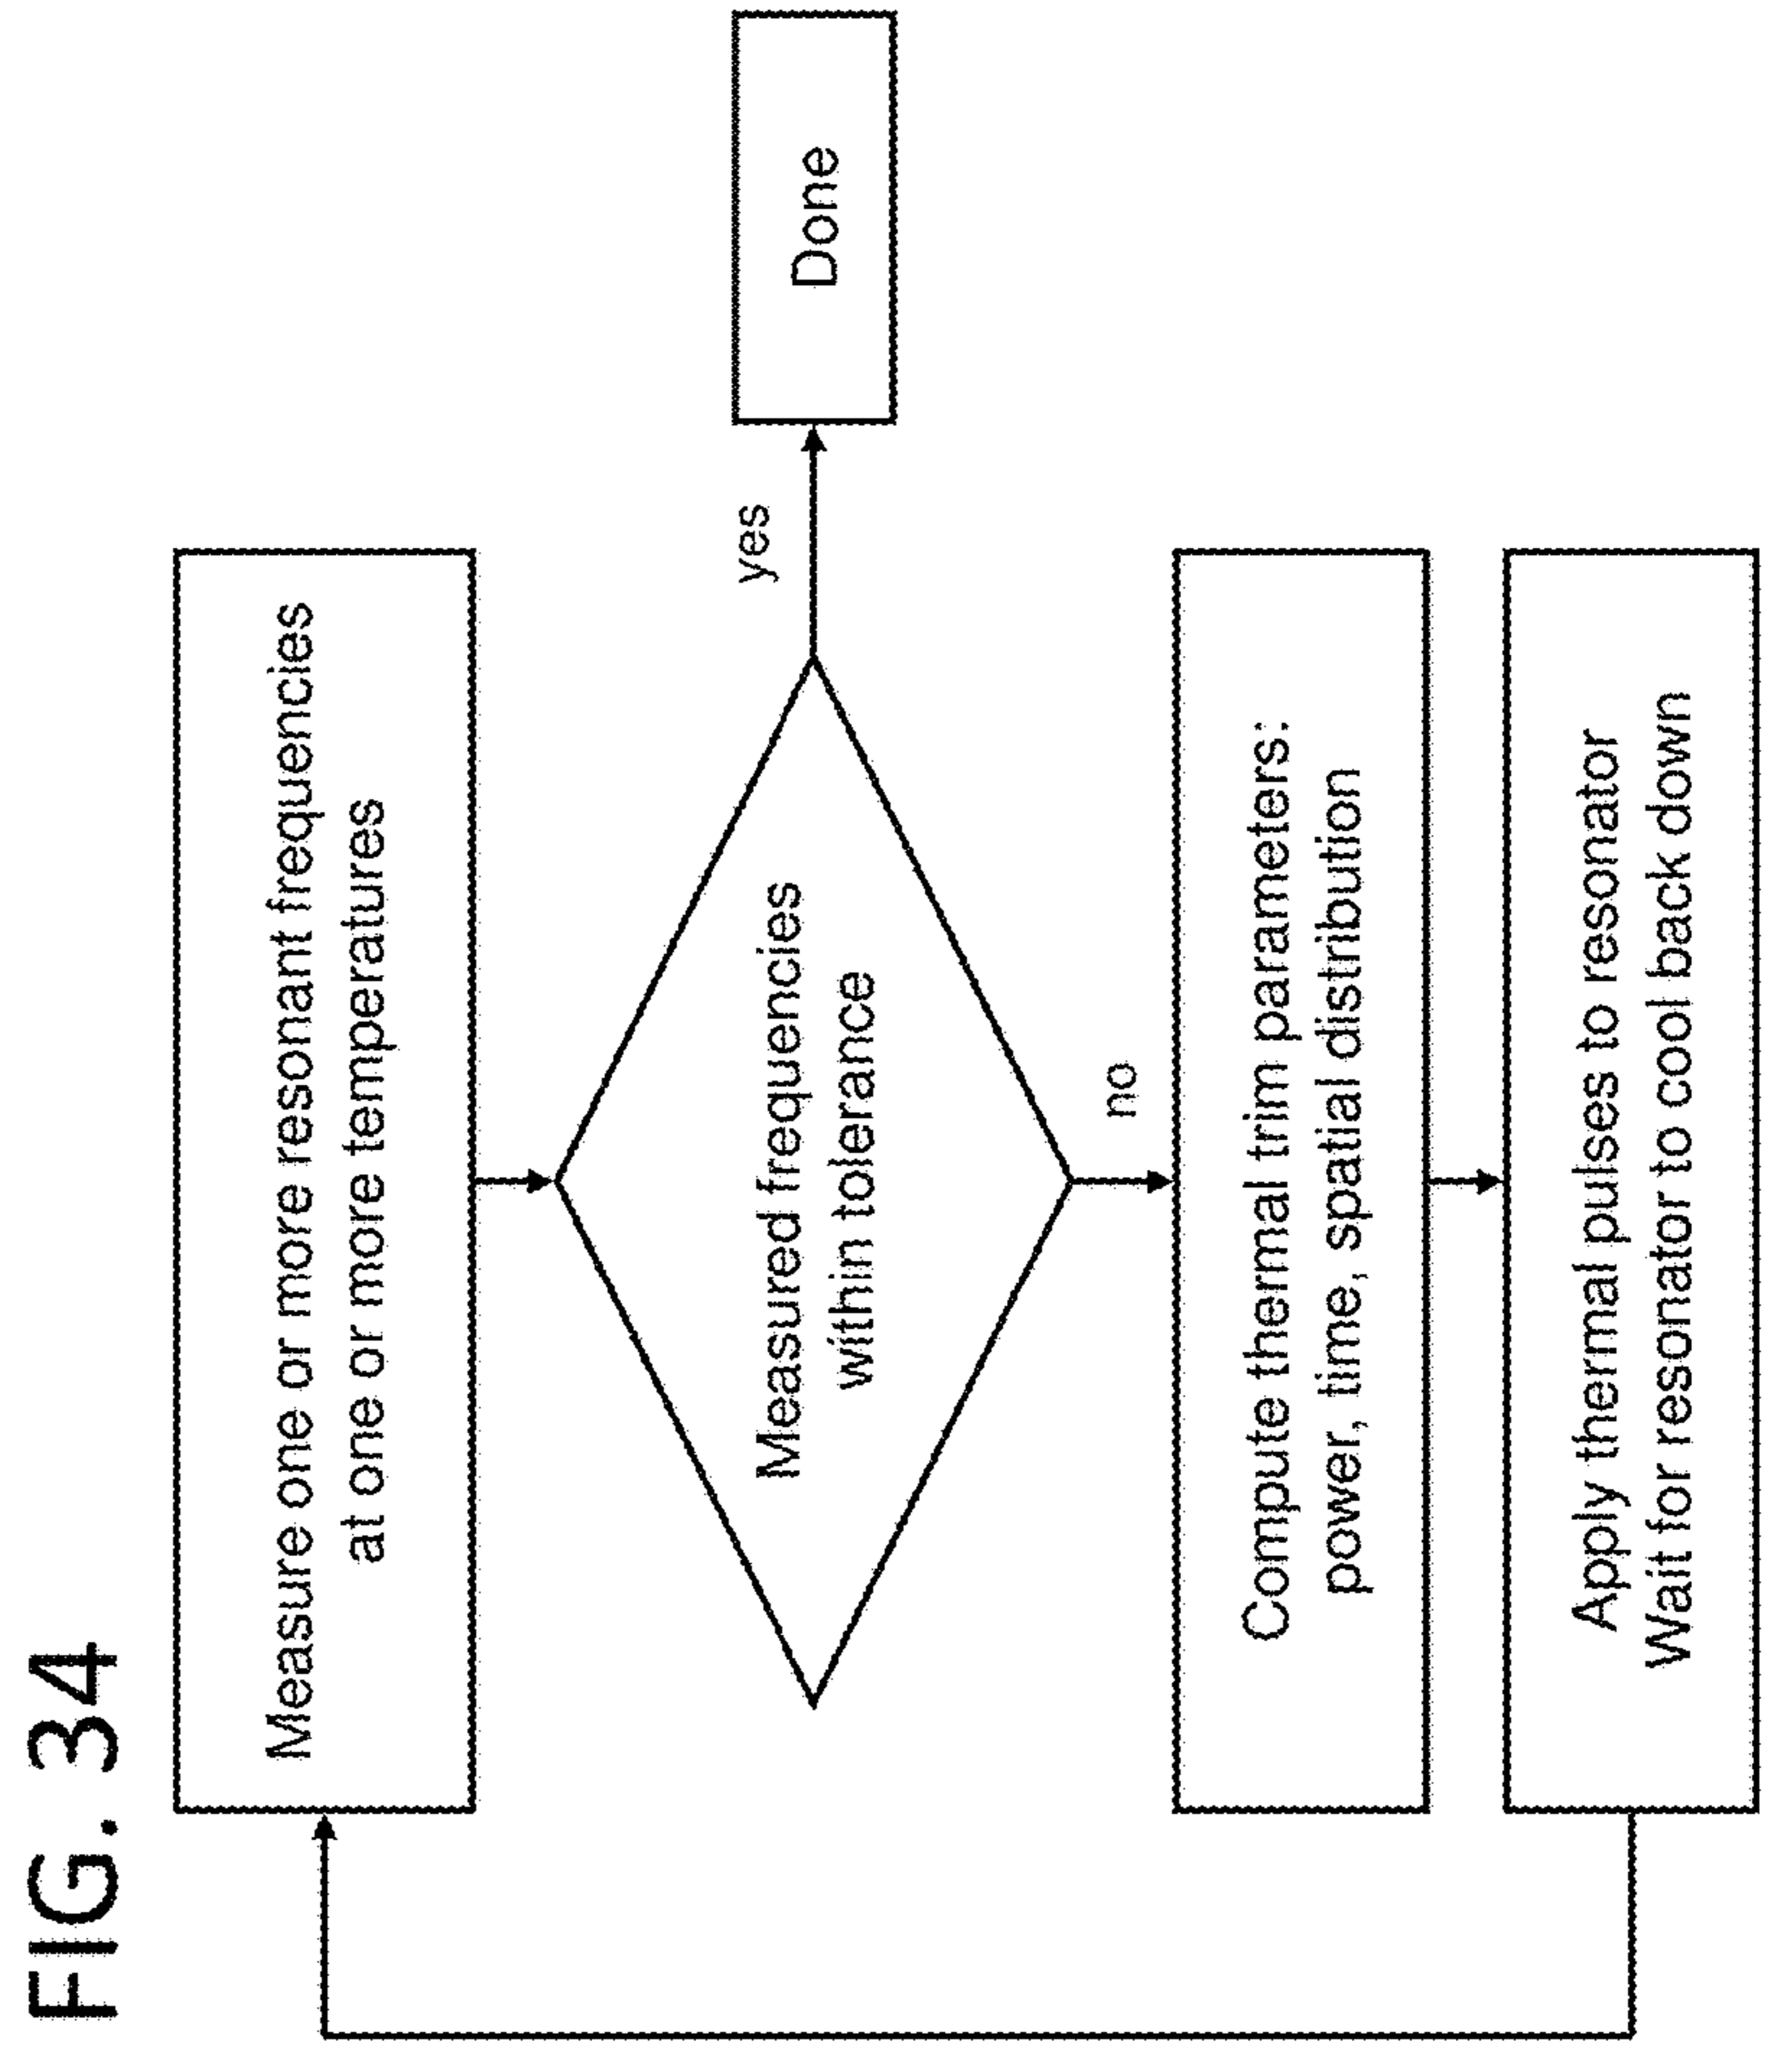 FIG. 34
Measure one or more resonant frequencies
at one or more temperatures
Measured frequencies
within tolerance
yes
Done
no
Compute thermal trim parameters:
power, time, spatial distribution
Apply thermal pulses to resonator
Wait for resonator to cool back down